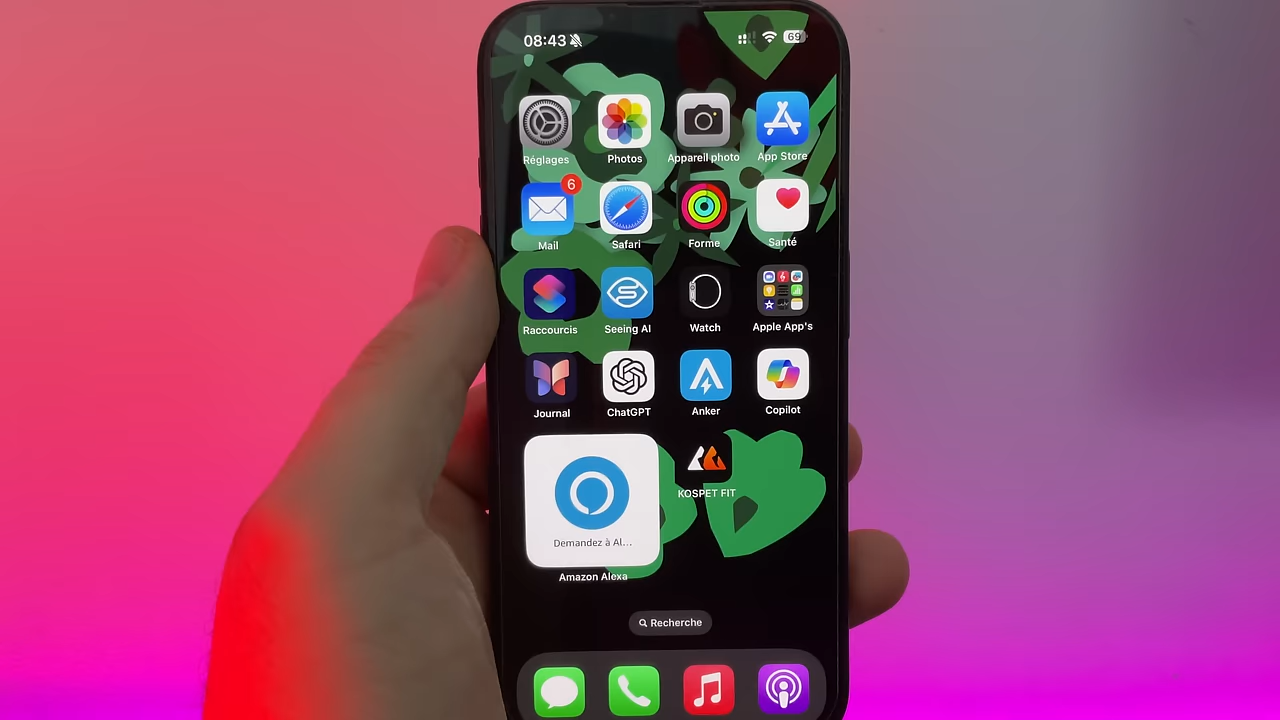 08:43
69
Réglages
Photos
Appareil photo
App Store
6
Mail
Safari
Forme
Santé
Raccourcis
Seeing AI
Watch
Apple App's
Journal
ChatGPT
Anker
Copilot
Demandez à Al...
KOSPET FIT
Amazon Alexa
Recherche